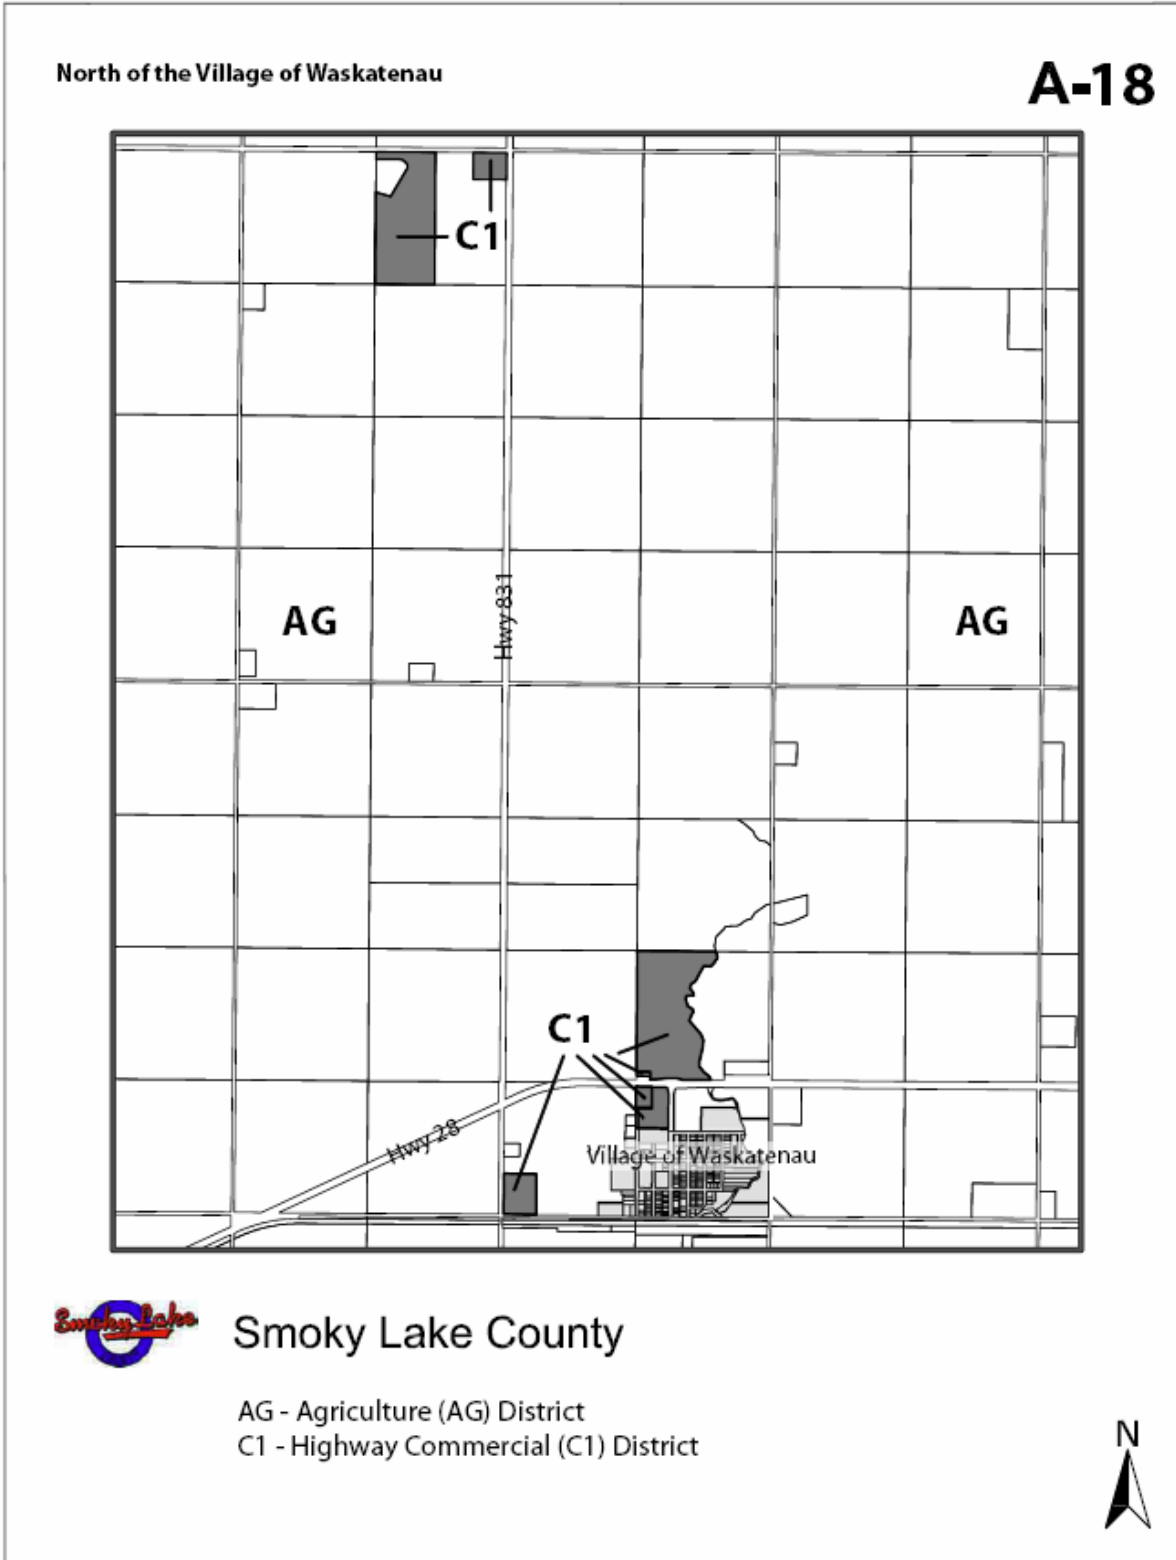 North of the Village of Waskatenau
A-18
C1
AG
Hwy 831
AG
C1
Hwy 28
Village of Waskatenau
Smoky Lake
Smoky Lake County
AG - Agriculture (AG) District
C1 - Highway Commercial (C1) District
N